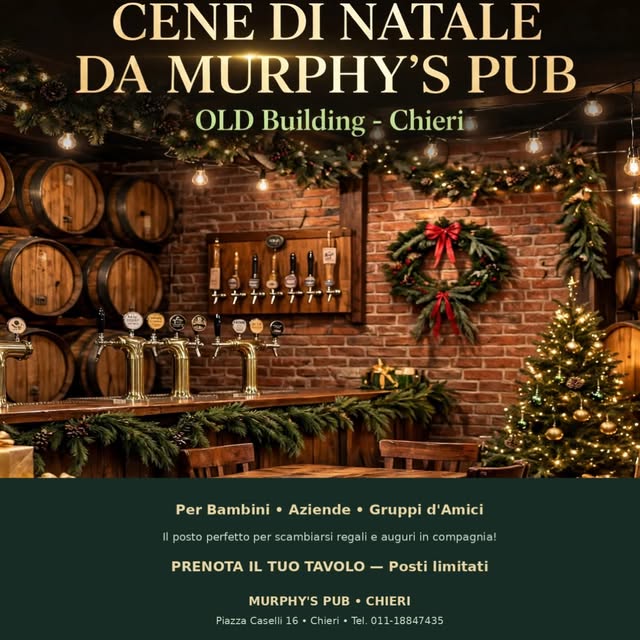 CENE DI NATALE
DA MURPHY'S PUB
OLD Building - Chieri
Per Bambini • Aziende • Gruppi d'Amici
Il posto perfetto per scambiarsi regali e auguri in compagnia!
PRENOTA IL TUO TAVOLO — Posti limitati
MURPHY'S PUB • CHIERI
Piazza Caselli 16 • Chieri • Tel. 011-18847435